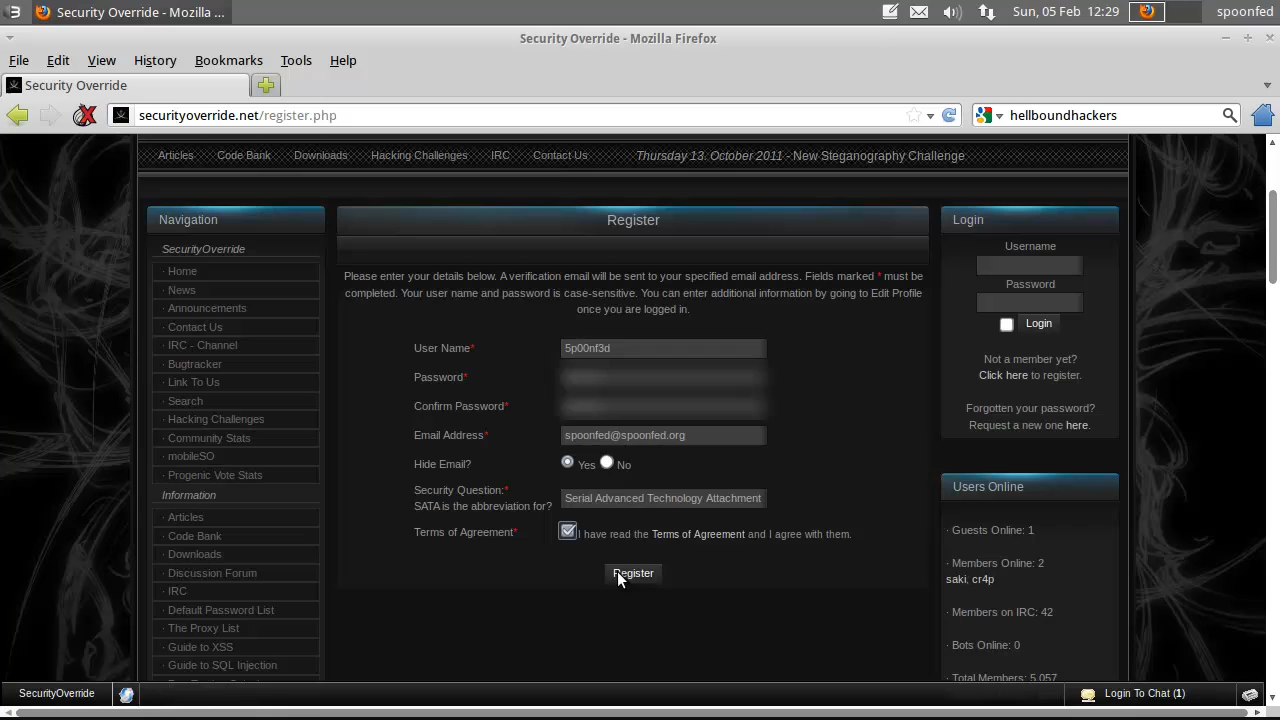 Security Override - Mozilla ...
Sun, 05 Feb 12:29
spoonfed
Security Override - Mozilla Firefox
File Edit View History Bookmarks Tools Help
Security Override
securityoverride.net/register.php
hellboundhackers
Articles Code Bank Downloads Hacking Challenges IRC Contact Us
Thursday 13. October 2011 - New Steganography Challenge
Navigation
SecurityOverride
· Home
· News
· Announcements
· Contact Us
· IRC - Channel
· Bugtracker
· Link To Us
· Search
· Hacking Challenges
· Community Stats
· mobileSO
· Progenic Vote Stats
Information
· Articles
· Code Bank
· Downloads
· Discussion Forum
· IRC
· Default Password List
· The Proxy List
· Guide to XSS
· Guide to SQL Injection
Register
Please enter your details below. A verification email will be sent to your specified email address. Fields marked * must be
completed. Your user name and password is case-sensitive. You can enter additional information by going to Edit Profile
once you are logged in.
User Name* 5p00nf3d
Password*
Confirm Password*
Email Address* spoonfed@spoonfed.org
Hide Email? Yes No
Security Question:*
SATA is the abbreviation for? Serial Advanced Technology Attachment
Terms of Agreement* I have read the Terms of Agreement and I agree with them.
Register
Login
Username
Password
Login
Not a member yet?
Click here to register.
Forgotten your password?
Request a new one here.
Users Online
· Guests Online: 1
· Members Online: 2
saki, cr4p
· Members on IRC: 42
· Bots Online: 0
· Total Members: 5,057
SecurityOverride
Login To Chat (1)